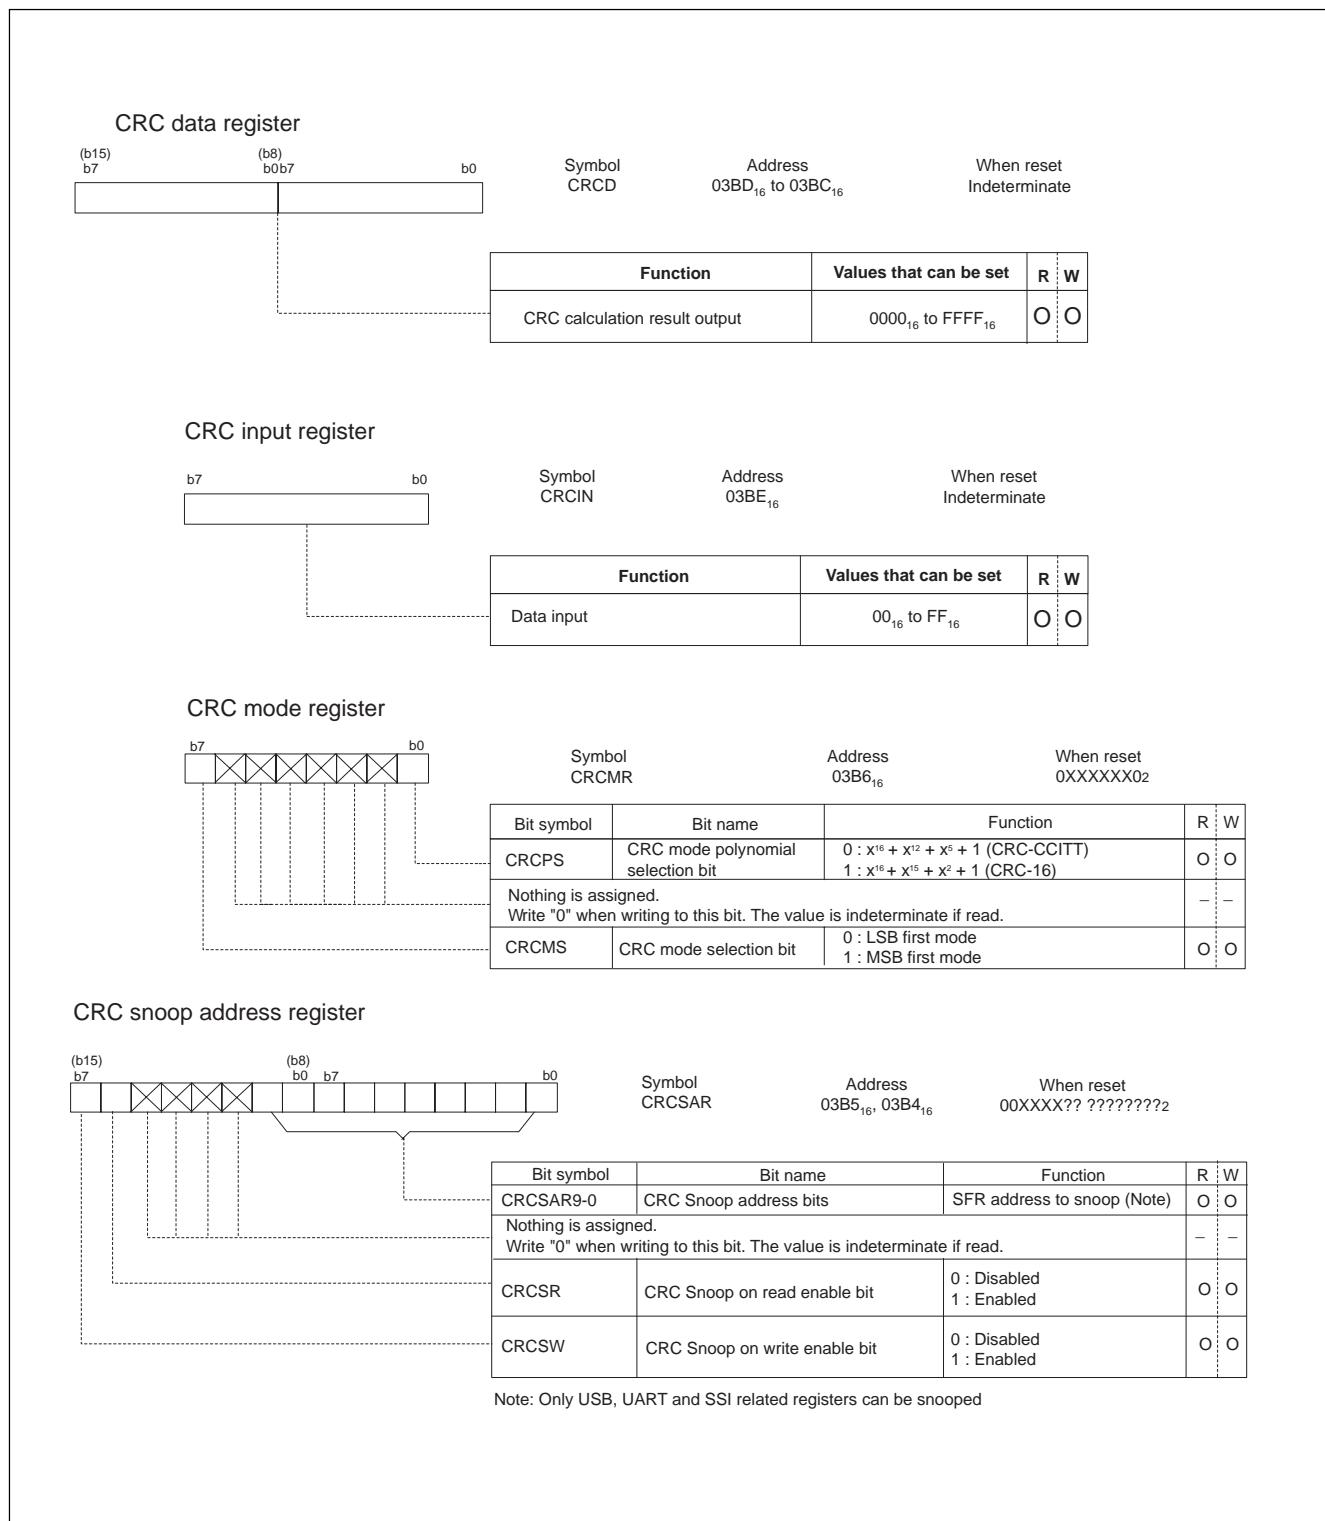 CRC data register
(b15) (b8)
b7 b0 b7 b0
Symbol Address When reset
CRCD 03BD16 to 03BC16 Indeterminate
Function Values that can be set R W
CRC calculation result output 000016 to FFFF16 O O
CRC input register
b7 b0
Symbol Address When reset
CRCIN 03BE16 Indeterminate
Function Values that can be set R W
Data input 0016 to FF16 O O
CRC mode register
b7 b0
Symbol Address When reset
CRCMR 03B616 0XXXXXX02
Bit symbol Bit name Function R W
CRCPS CRC mode polynomial selection bit 0 : x16 + x12 + x5 + 1 (CRC-CCITT) O O
1 : x16 + x15 + x2 + 1 (CRC-16)
Nothing is assigned.
Write "0" when writing to this bit. The value is indeterminate if read. – –
CRCMS CRC mode selection bit 0 : LSB first mode O O
1 : MSB first mode
CRC snoop address register
(b15) (b8)
b7 b0 b7 b0
Symbol Address When reset
CRCSAR 03B516, 03B416 00XXXX?? ????????2
Bit symbol Bit name Function R W
CRCSAR9-0 CRC Snoop address bits SFR address to snoop (Note) O O
Nothing is assigned.
Write "0" when writing to this bit. The value is indeterminate if read. – –
CRCSR CRC Snoop on read enable bit 0 : Disabled O O
1 : Enabled
CRCSW CRC Snoop on write enable bit 0 : Disabled O O
1 : Enabled
Note: Only USB, UART and SSI related registers can be snooped